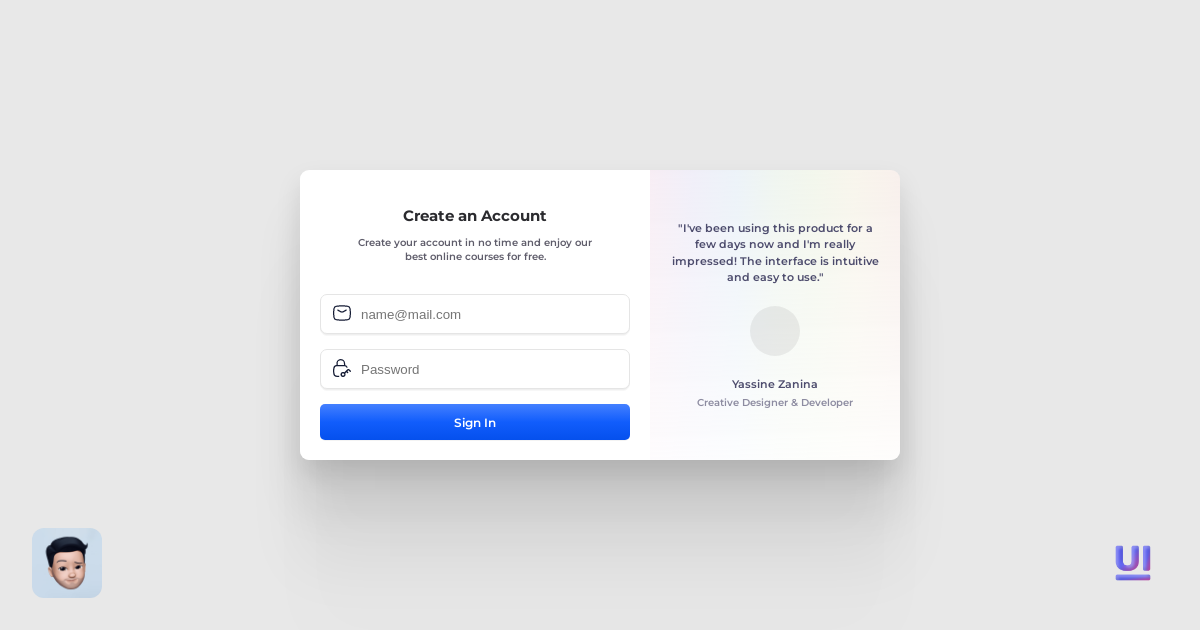 Create an Account
Create your account in no time and enjoy our
best online courses for free.
name@mail.com
Password
Sign In
"I've been using this product for a
few days now and I'm really
impressed! The interface is intuitive
and easy to use."
Yassine Zanina
Creative Designer & Developer
UI